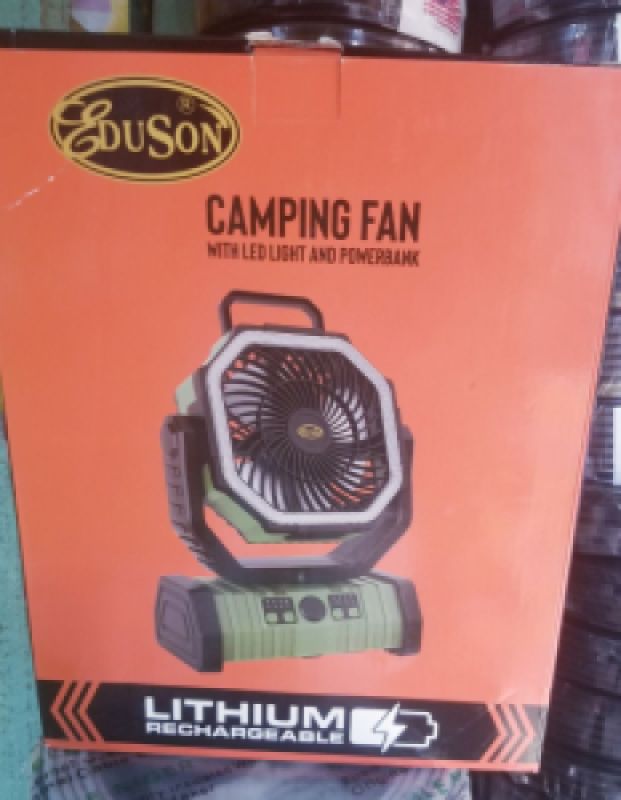 EDUSON ®
CAMPING FAN
WITH LED LIGHT AND POWERBANK
LITHIUM
RECHARGEABLE